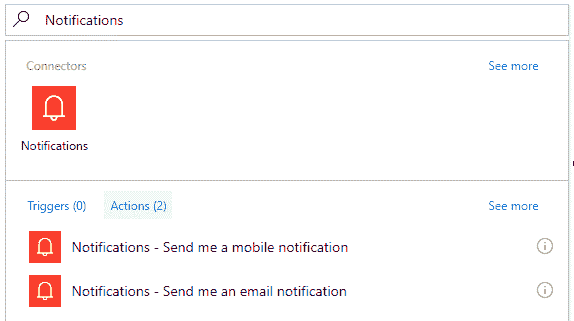 Notifications
Connectors See more
Notifications
Triggers (0) Actions (2) See more
Notifications - Send me a mobile notification
Notifications - Send me an email notification